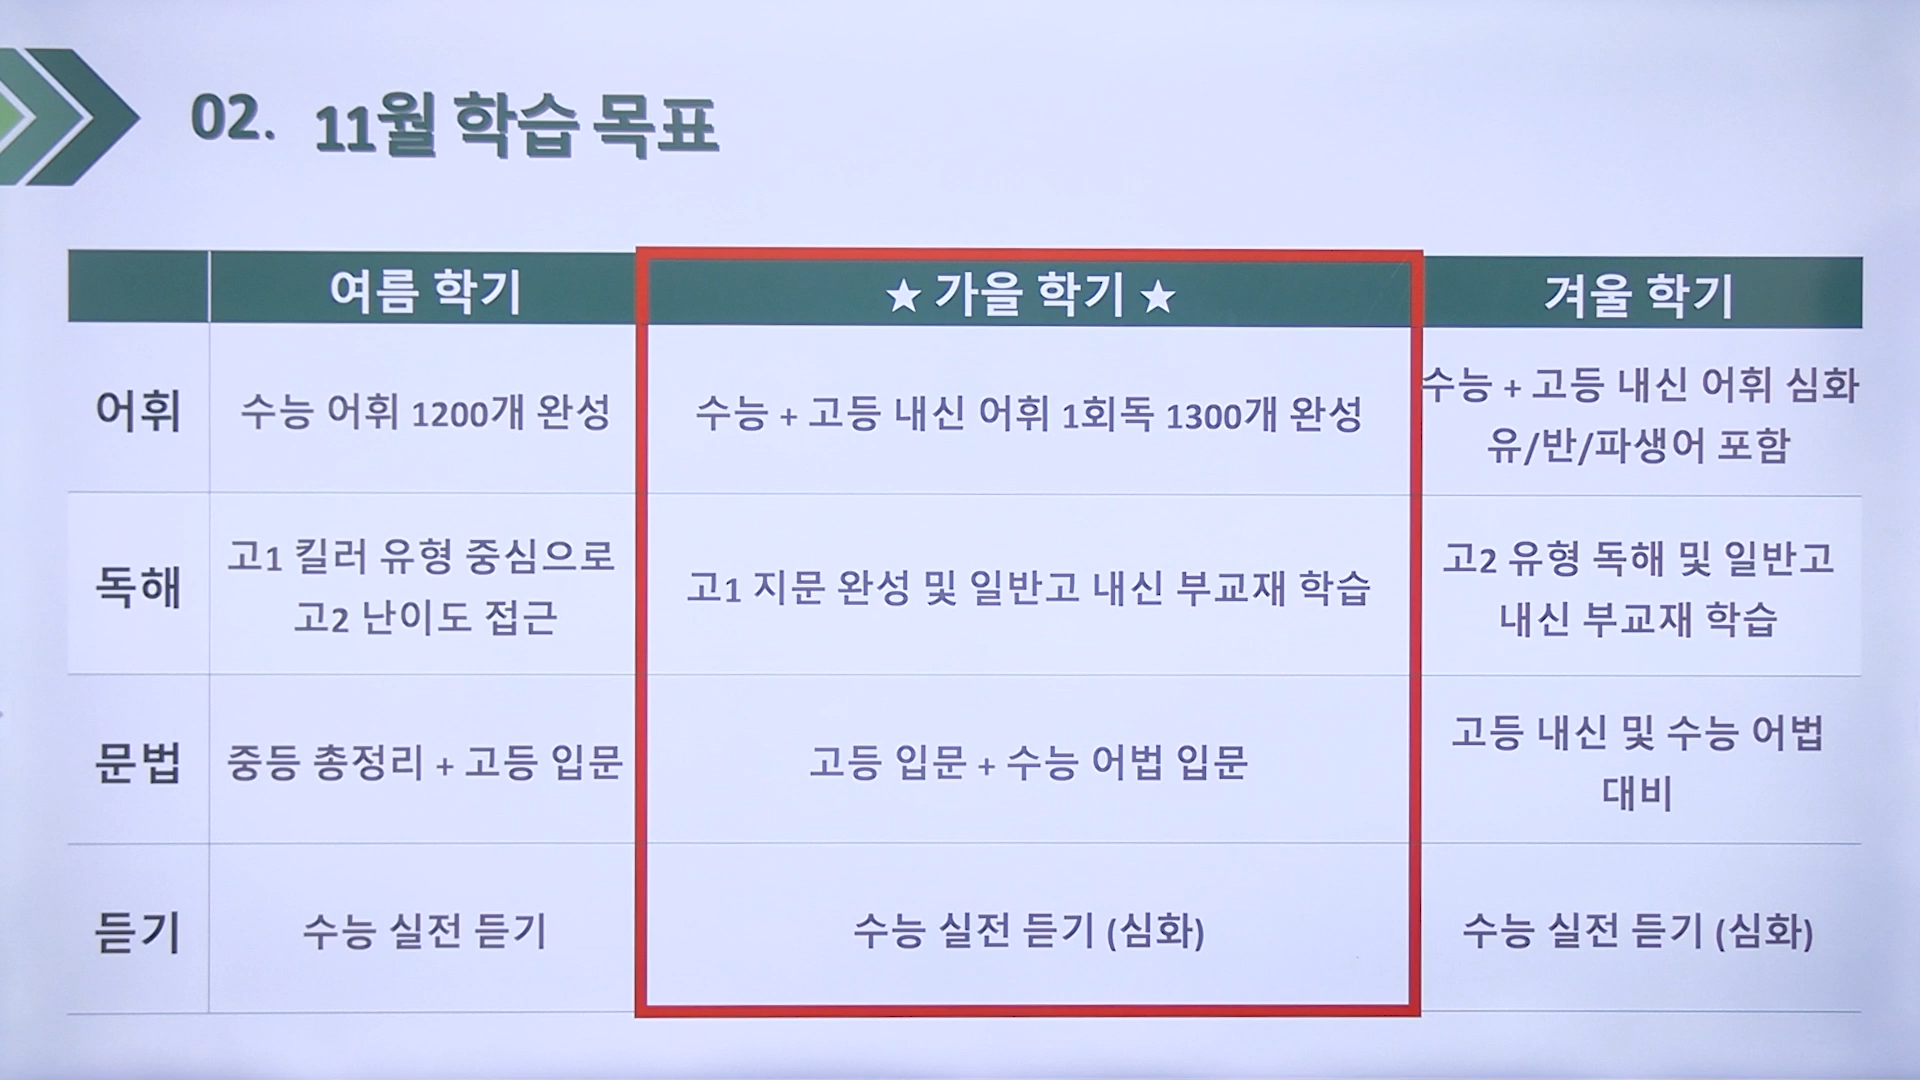 02. 11월 학습 목표
여름 학기 ★ 가을 학기 ★ 겨울 학기
어휘 수능 어휘 1200개 완성 수능 + 고등 내신 어휘 1회독 1300개 완성 수능 + 고등 내신 어휘 심화
유/반/파생어 포함
독해 고1 킬러 유형 중심으로
고2 난이도 접근
고1 지문 완성 및 일반고 내신 부교재 학습
고2 유형 독해 및 일반고
내신 부교재 학습
문법 중등 총정리 + 고등 입문 고등 입문 + 수능 어법 입문 고등 내신 및 수능 어법
대비
듣기 수능 실전 듣기 수능 실전 듣기 (심화) 수능 실전 듣기 (심화)